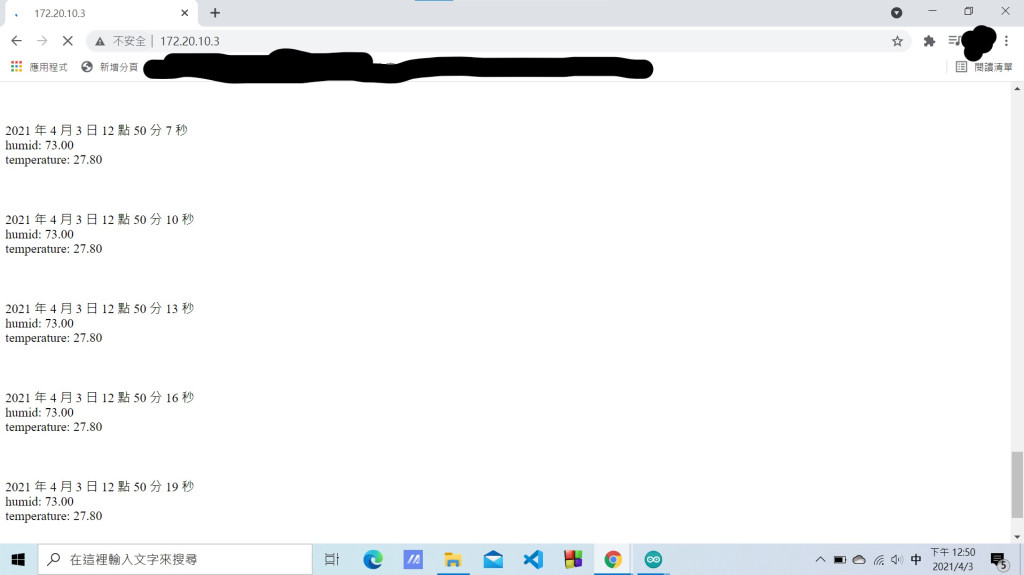 172.20.10.3
不安全 | 172.20.10.3
應用程式
新增分頁
閱讀清單
2021 年 4 月 3 日 12 點 50 分 7 秒
humid: 73.00
temperature: 27.80
2021 年 4 月 3 日 12 點 50 分 10 秒
humid: 73.00
temperature: 27.80
2021 年 4 月 3 日 12 點 50 分 13 秒
humid: 73.00
temperature: 27.80
2021 年 4 月 3 日 12 點 50 分 16 秒
humid: 73.00
temperature: 27.80
2021 年 4 月 3 日 12 點 50 分 19 秒
humid: 73.00
temperature: 27.80
在這裡輸入文字來搜尋
中
下午 12:50
2021/4/3
5